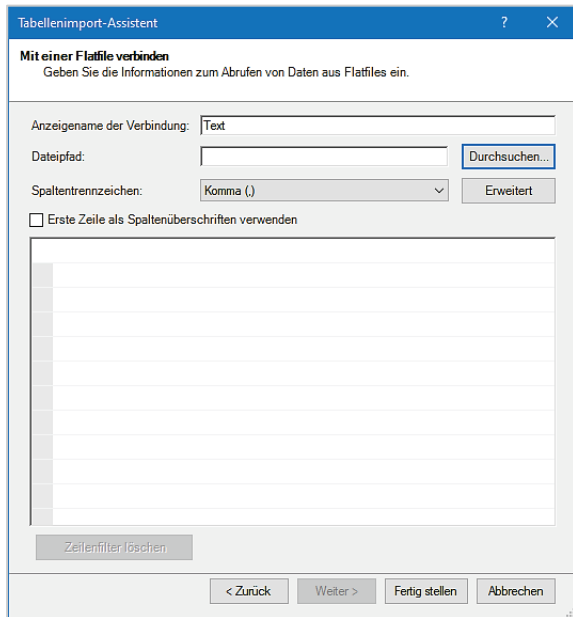 Tabellenimport-Assistent ?
Mit einer Flatfile verbinden
Geben Sie die Informationen zum Abrufen von Daten aus Flatfiles ein.
Anzeigename der Verbindung: Text
Dateipfad: Durchsuchen...
Spaltentrennzeichen: Komma (,) Erweitert
Erste Zeile als Spaltenüberschriften verwenden
Zeilenfilter löschen
< Zurück Weiter > Fertig stellen Abbrechen